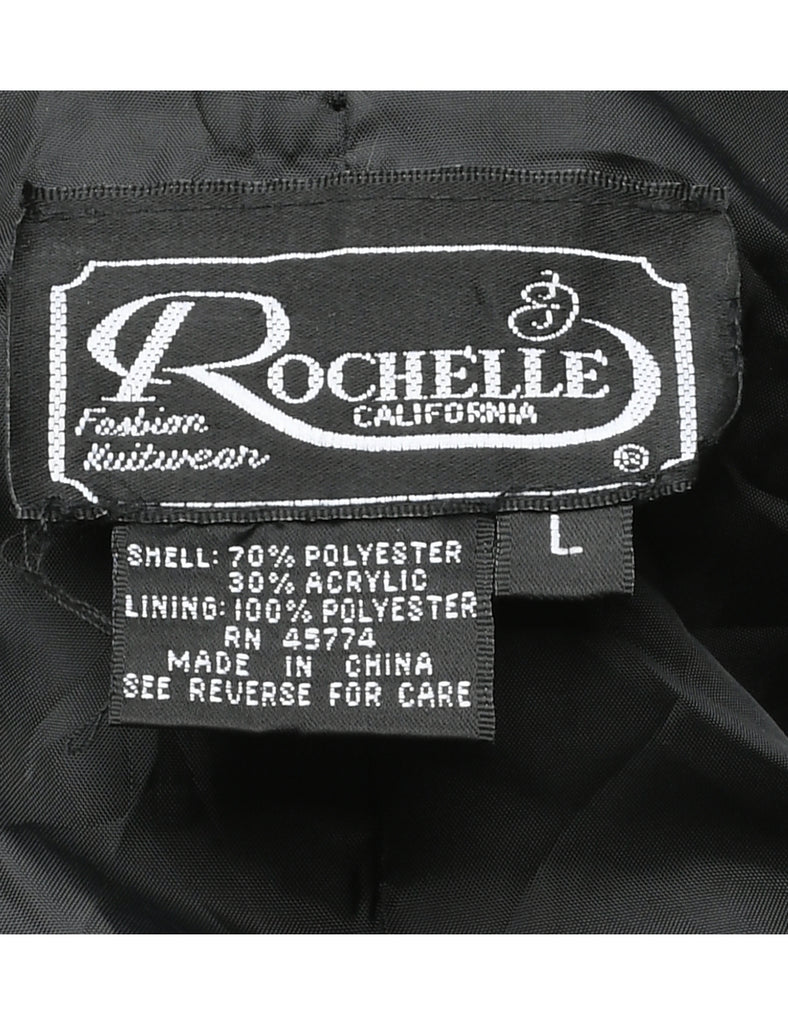 ROCHELLE
CALIFORNIA
Fashion
Knitwear
®
L
SHELL: 70% POLYESTER
30% ACRYLIC
LINING: 100% POLYESTER
RN 45774
MADE IN CHINA
SEE REVERSE FOR CARE